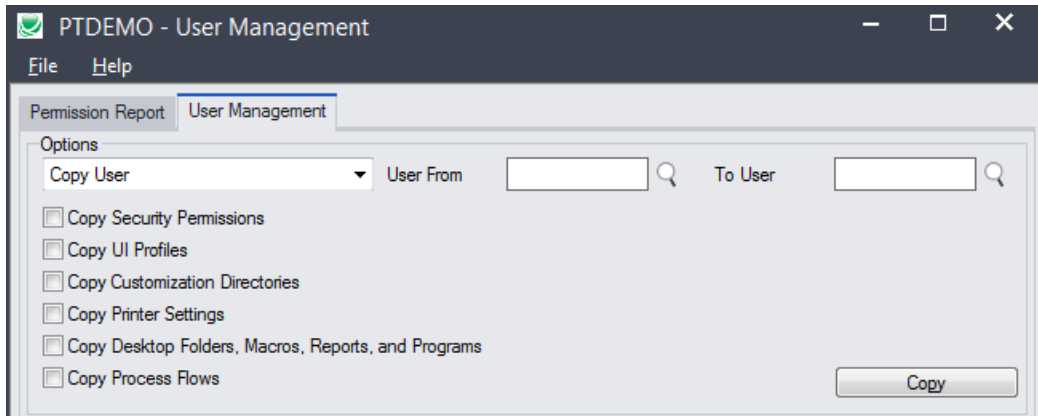 PTDEMO - User Management
File Help
Permission Report User Management
Options
Copy User User From To User
Copy Security Permissions
Copy UI Profiles
Copy Customization Directories
Copy Printer Settings
Copy Desktop Folders, Macros, Reports, and Programs
Copy Process Flows
Copy